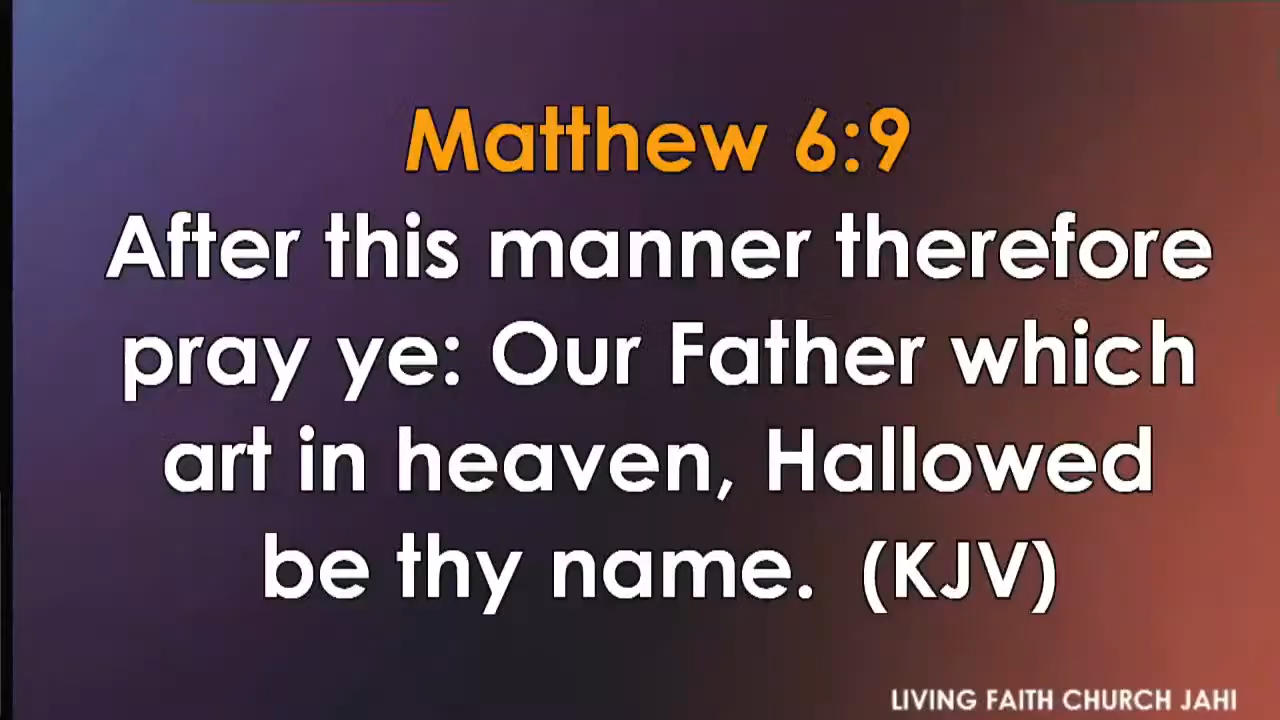 Matthew 6:9
After this manner therefore
pray ye: Our Father which
art in heaven, Hallowed
be thy name. (KJV)
LIVING FAITH CHURCH JAHI